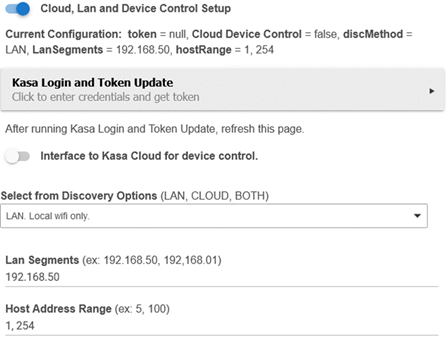 Cloud, Lan and Device Control Setup
Current Configuration: token = null, Cloud Device Control = false, discMethod =
LAN, LanSegments = 192.168.50, hostRange = 1, 254
Kasa Login and Token Update
Click to enter credentials and get token
After running Kasa Login and Token Update, refresh this page.
Interface to Kasa Cloud for device control.
Select from Discovery Options (LAN, CLOUD, BOTH)
LAN. Local wifi only.
Lan Segments (ex: 192.168.50, 192,168.01)
192.168.50
Host Address Range (ex: 5, 100)
1, 254